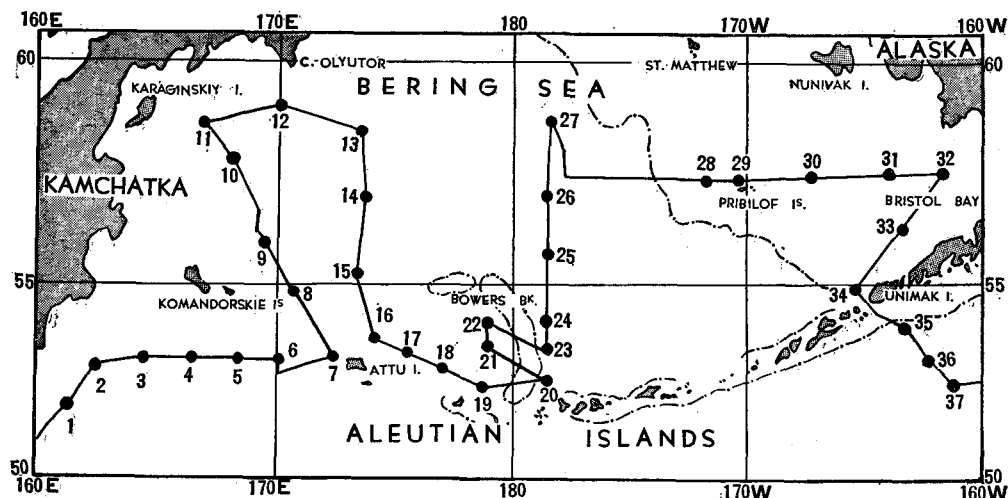 160E 170E 180 170W 160W
60 C. OLYUTOR BERING SEA ST. MATTHEW NUNIVAK I. ALASKA 60
KARAGINSKIY I.
11 12 13 27
10 28 29 30 31 32
KAMCHATKA 14 26 PRIBILOF IS. BRISTOL BAY
9 33
15 25
55 8 BOWERS BK. 34 UNIMAK I. 55
KOMANDORSKIE IS
16 22 24 35
17 21 23
2 3 4 5 6 7 ATTU I. 18 36
1 19 20 37
ALEUTIAN ISLANDS
50 50
160E 170E 180 170W 160W